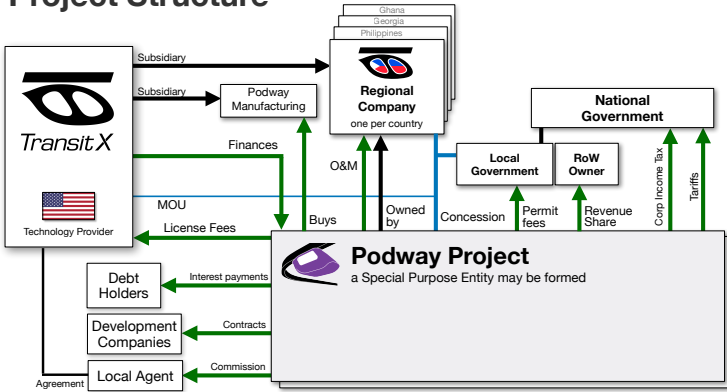 Project Structure
Ghana
Georgia
Philippines
Subsidiary
Subsidiary
Podway
Manufacturing
Regional
Company
one per country
National
Government
TransitX
Technology Provider
Finances
O&M
Local
Government
RoW
Owner
Corp Income Tax
Tariffs
MOU
License Fees
Buys
Owned
by
Concession
Permit
fees
Revenue
Share
Podway Project
a Special Purpose Entity may be formed
Debt
Holders
Interest payments
Development
Companies
Contracts
Local Agent
Commission
Agreement